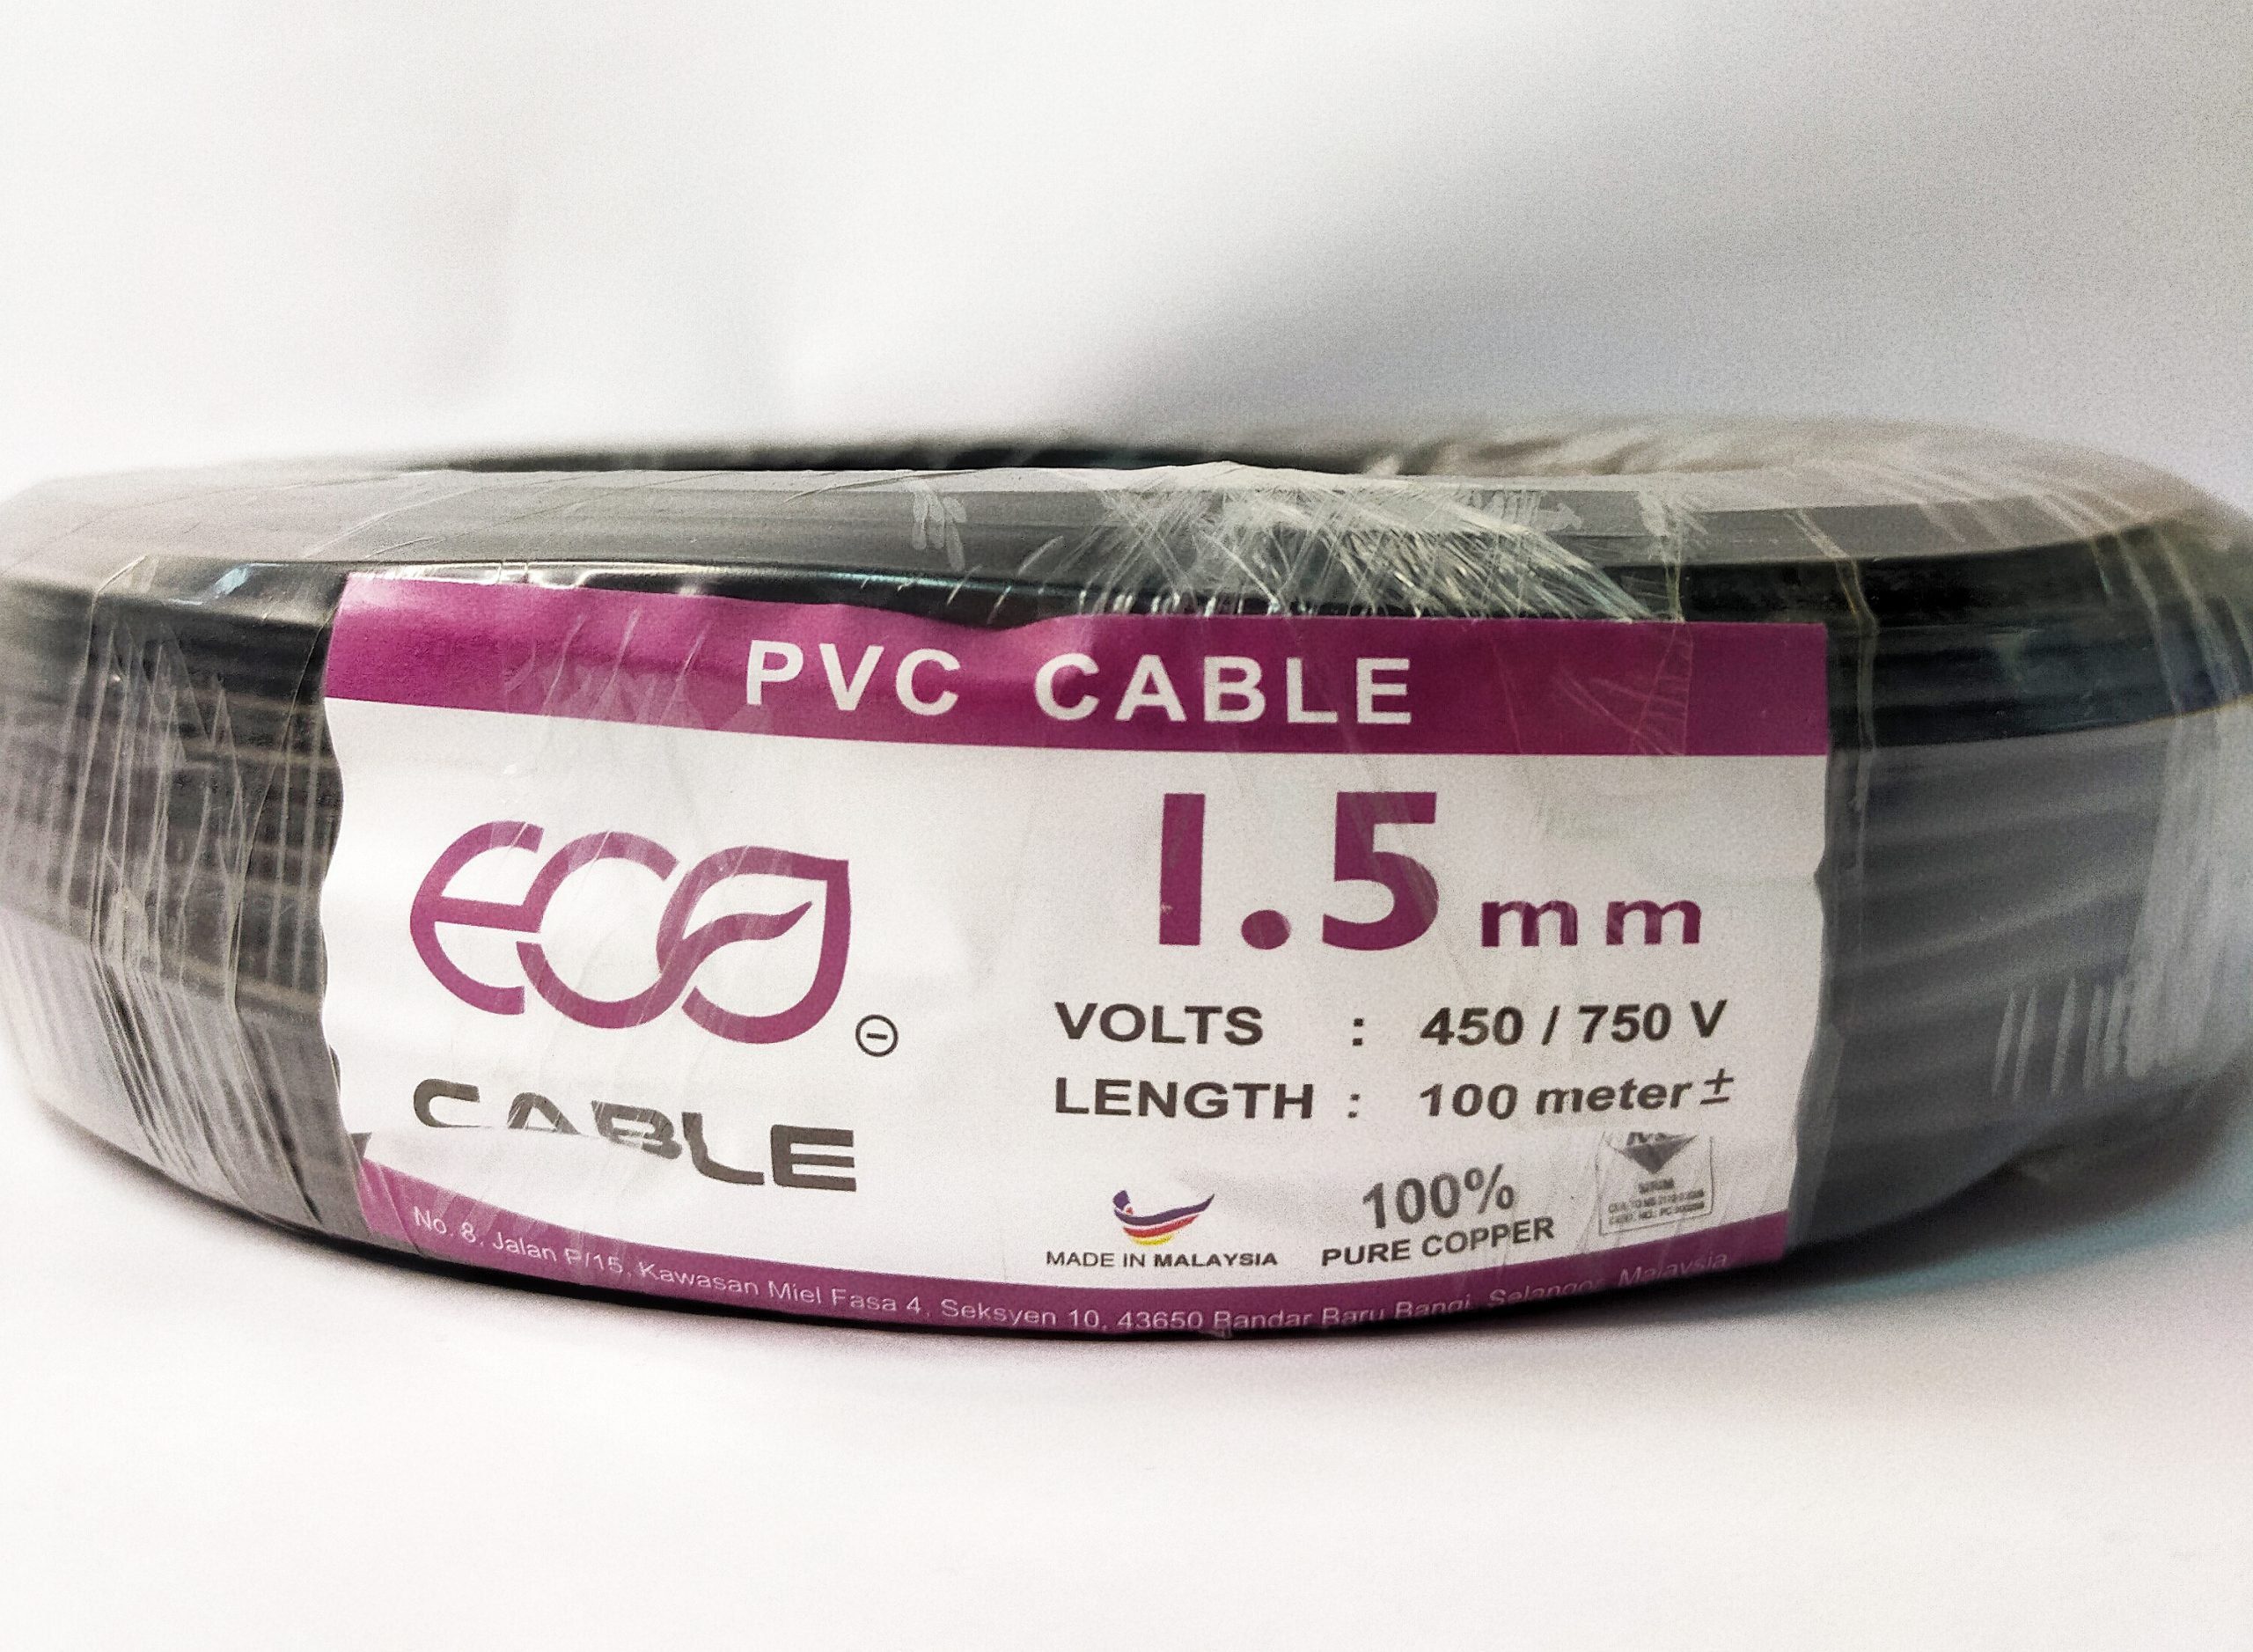 PVC CABLE
eco
CABLE
1.5 mm
VOLTS : 450 / 750 V
LENGTH : 100 meter ±
MADE IN MALAYSIA
100%
PURE COPPER
SIRIM
No. 8, Jalan P/15, Kawasan Miel Fasa 4, Seksyen 10, 43650 Bandar Baru Bangi, Selangor, Malaysia